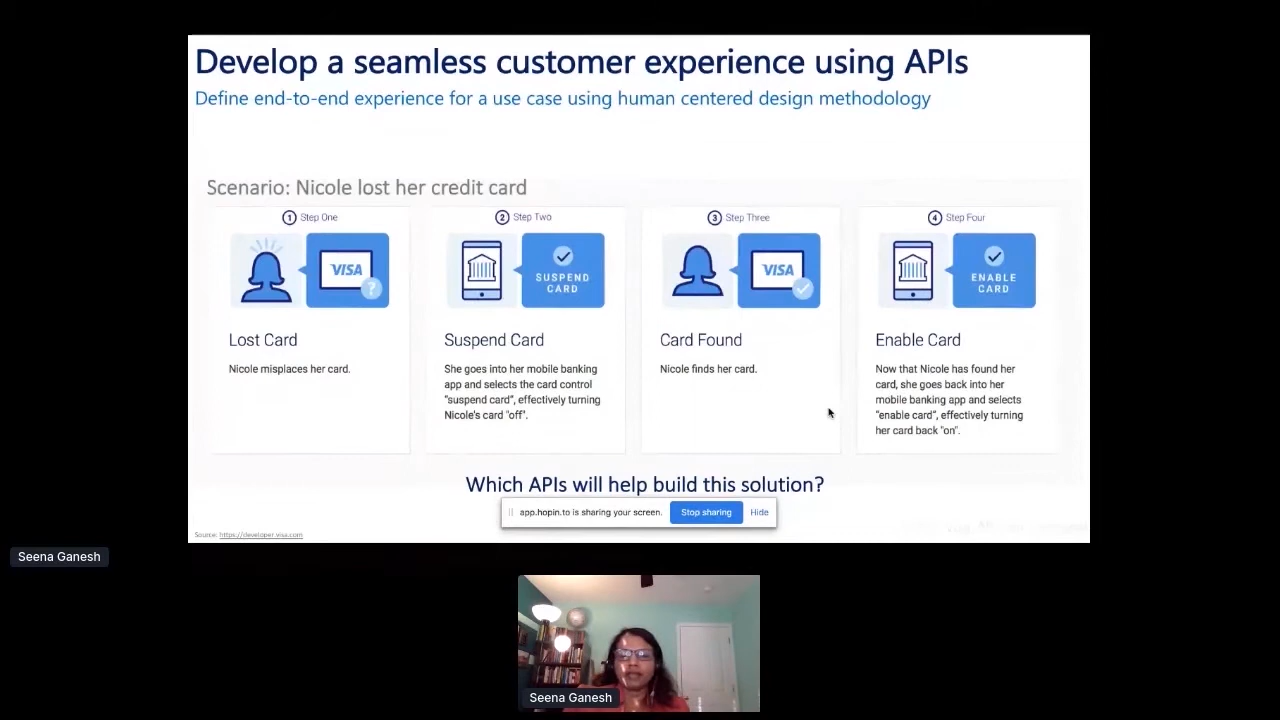 Develop a seamless customer experience using APIs
Define end-to-end experience for a use case using human centered design methodology
Scenario: Nicole lost her credit card
1 Step One
VISA
?
Lost Card
Nicole misplaces her card.
2 Step Two
SUSPEND
CARD
Suspend Card
She goes into her mobile banking
app and selects the card control
"suspend card", effectively turning
Nicole's card "off".
3 Step Three
VISA
Card Found
Nicole finds her card.
4 Step Four
ENABLE
CARD
Enable Card
Now that Nicole has found her
card, she goes back into her
mobile banking app and selects
"enable card", effectively turning
her card back "on".
Which APIs will help build this solution?
app.hopin.to is sharing your screen. Stop sharing Hide
Source: https://developer.visa.com
Seena Ganesh
Seena Ganesh